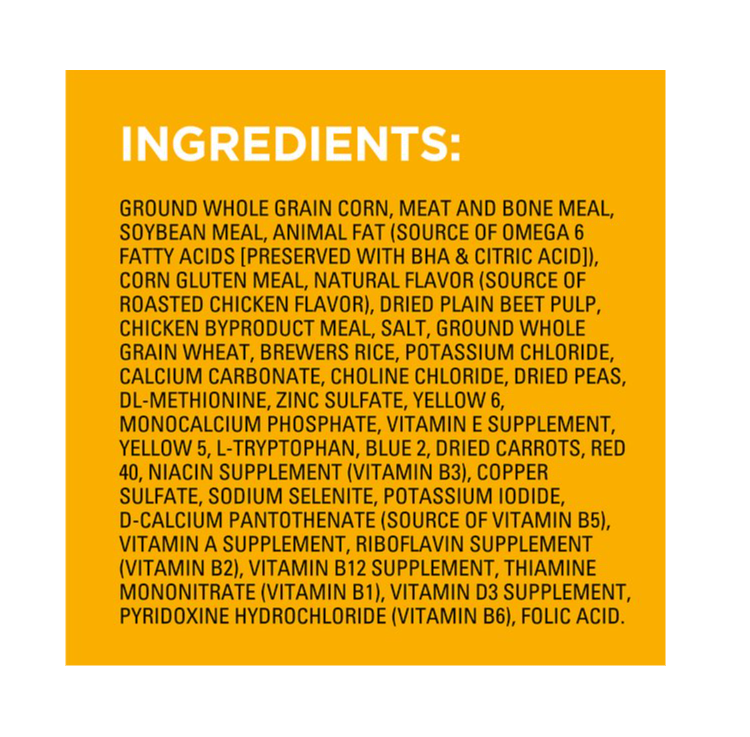 INGREDIENTS:
GROUND WHOLE GRAIN CORN, MEAT AND BONE MEAL,
SOYBEAN MEAL, ANIMAL FAT (SOURCE OF OMEGA 6
FATTY ACIDS [PRESERVED WITH BHA & CITRIC ACID]),
CORN GLUTEN MEAL, NATURAL FLAVOR (SOURCE OF
ROASTED CHICKEN FLAVOR), DRIED PLAIN BEET PULP,
CHICKEN BYPRODUCT MEAL, SALT, GROUND WHOLE
GRAIN WHEAT, BREWERS RICE, POTASSIUM CHLORIDE,
CALCIUM CARBONATE, CHOLINE CHLORIDE, DRIED PEAS,
DL-METHIONINE, ZINC SULFATE, YELLOW 6,
MONOCALCIUM PHOSPHATE, VITAMIN E SUPPLEMENT,
YELLOW 5, L-TRYPTOPHAN, BLUE 2, DRIED CARROTS, RED
40, NIACIN SUPPLEMENT (VITAMIN B3), COPPER
SULFATE, SODIUM SELENITE, POTASSIUM IODIDE,
D-CALCIUM PANTOTHENATE (SOURCE OF VITAMIN B5),
VITAMIN A SUPPLEMENT, RIBOFLAVIN SUPPLEMENT
(VITAMIN B2), VITAMIN B12 SUPPLEMENT, THIAMINE
MONONITRATE (VITAMIN B1), VITAMIN D3 SUPPLEMENT,
PYRIDOXINE HYDROCHLORIDE (VITAMIN B6), FOLIC ACID.